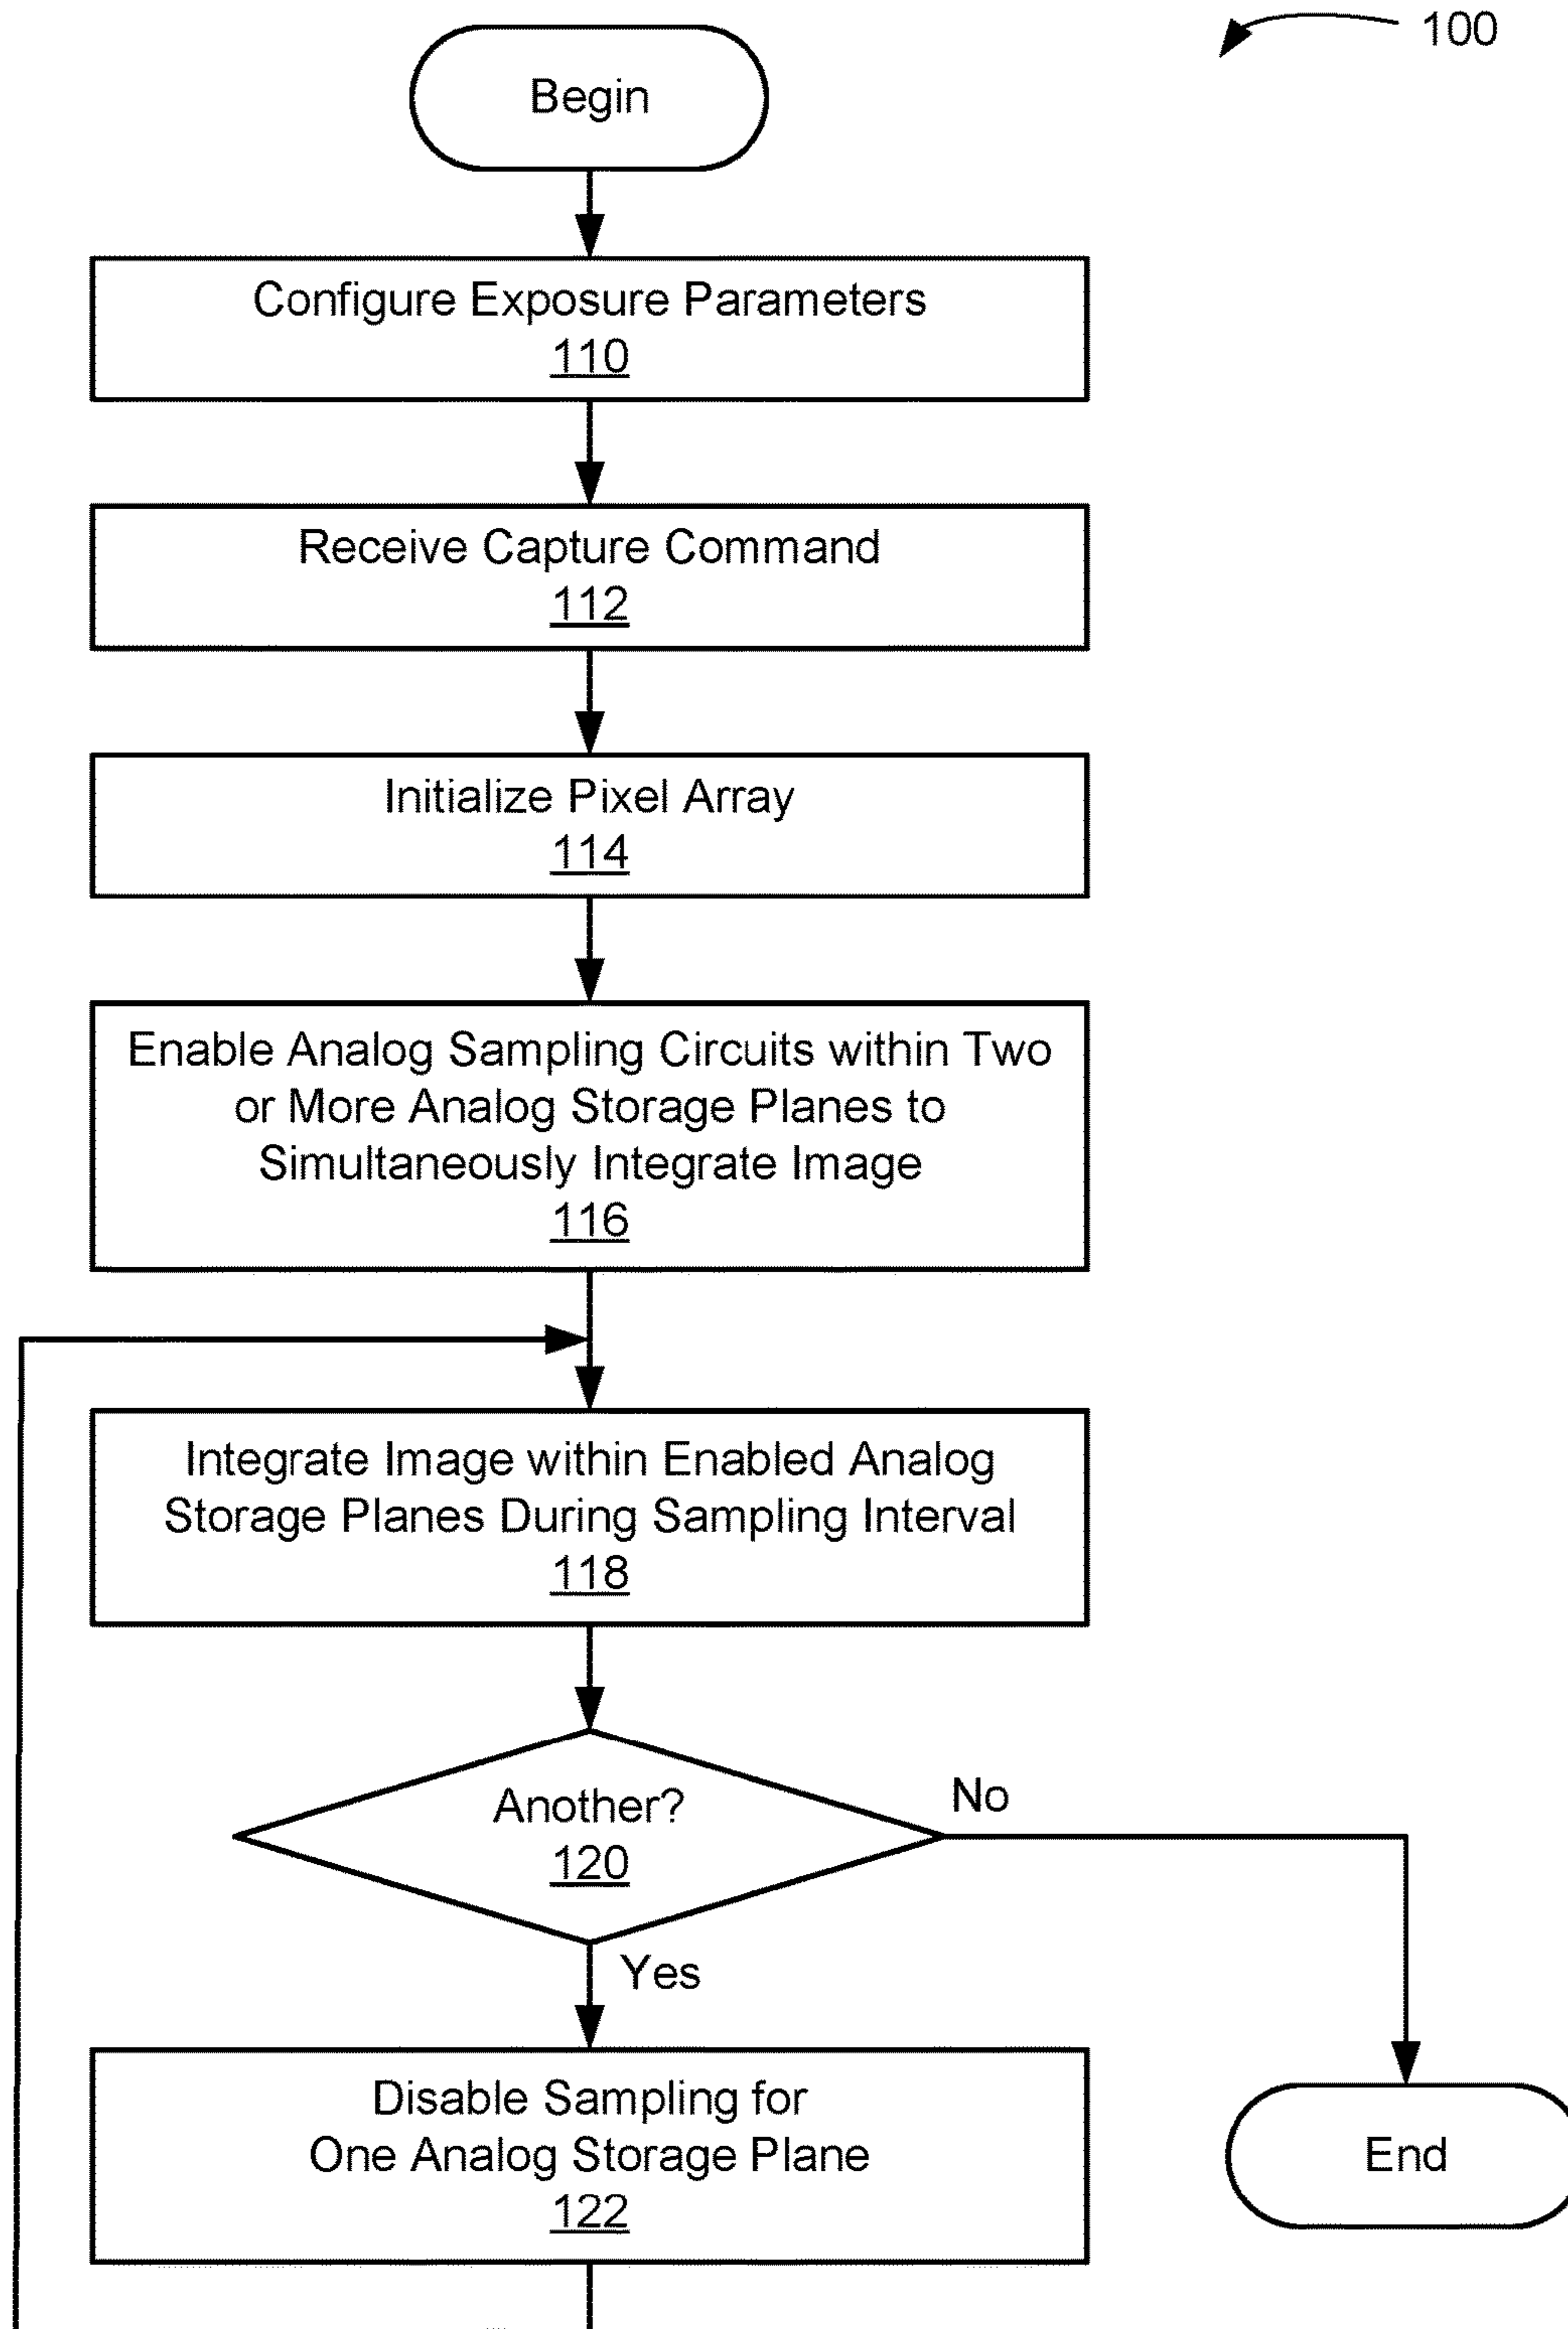 100
Begin
Configure Exposure Parameters
110
Receive Capture Command
112
Initialize Pixel Array
114
Enable Analog Sampling Circuits within Two
or More Analog Storage Planes to
Simultaneously Integrate Image
116
Integrate Image within Enabled Analog
Storage Planes During Sampling Interval
118
Another?
120
No
Yes
Disable Sampling for
One Analog Storage Plane
122
End